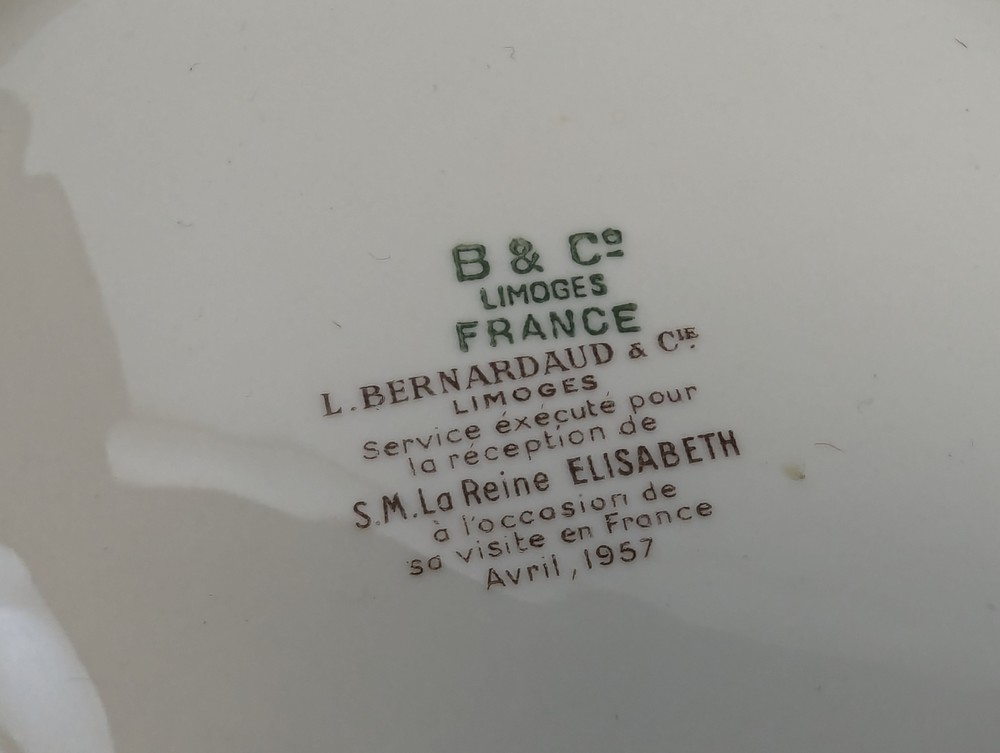 B & Cº
LIMOGES
FRANCE
L. BERNARDAUD & CIE.
LIMOGES
Service éxécuté pour
la réception de
S.M. La Reine ELISABETH
à l'occasion de
sa visite en France
Avril, 1957